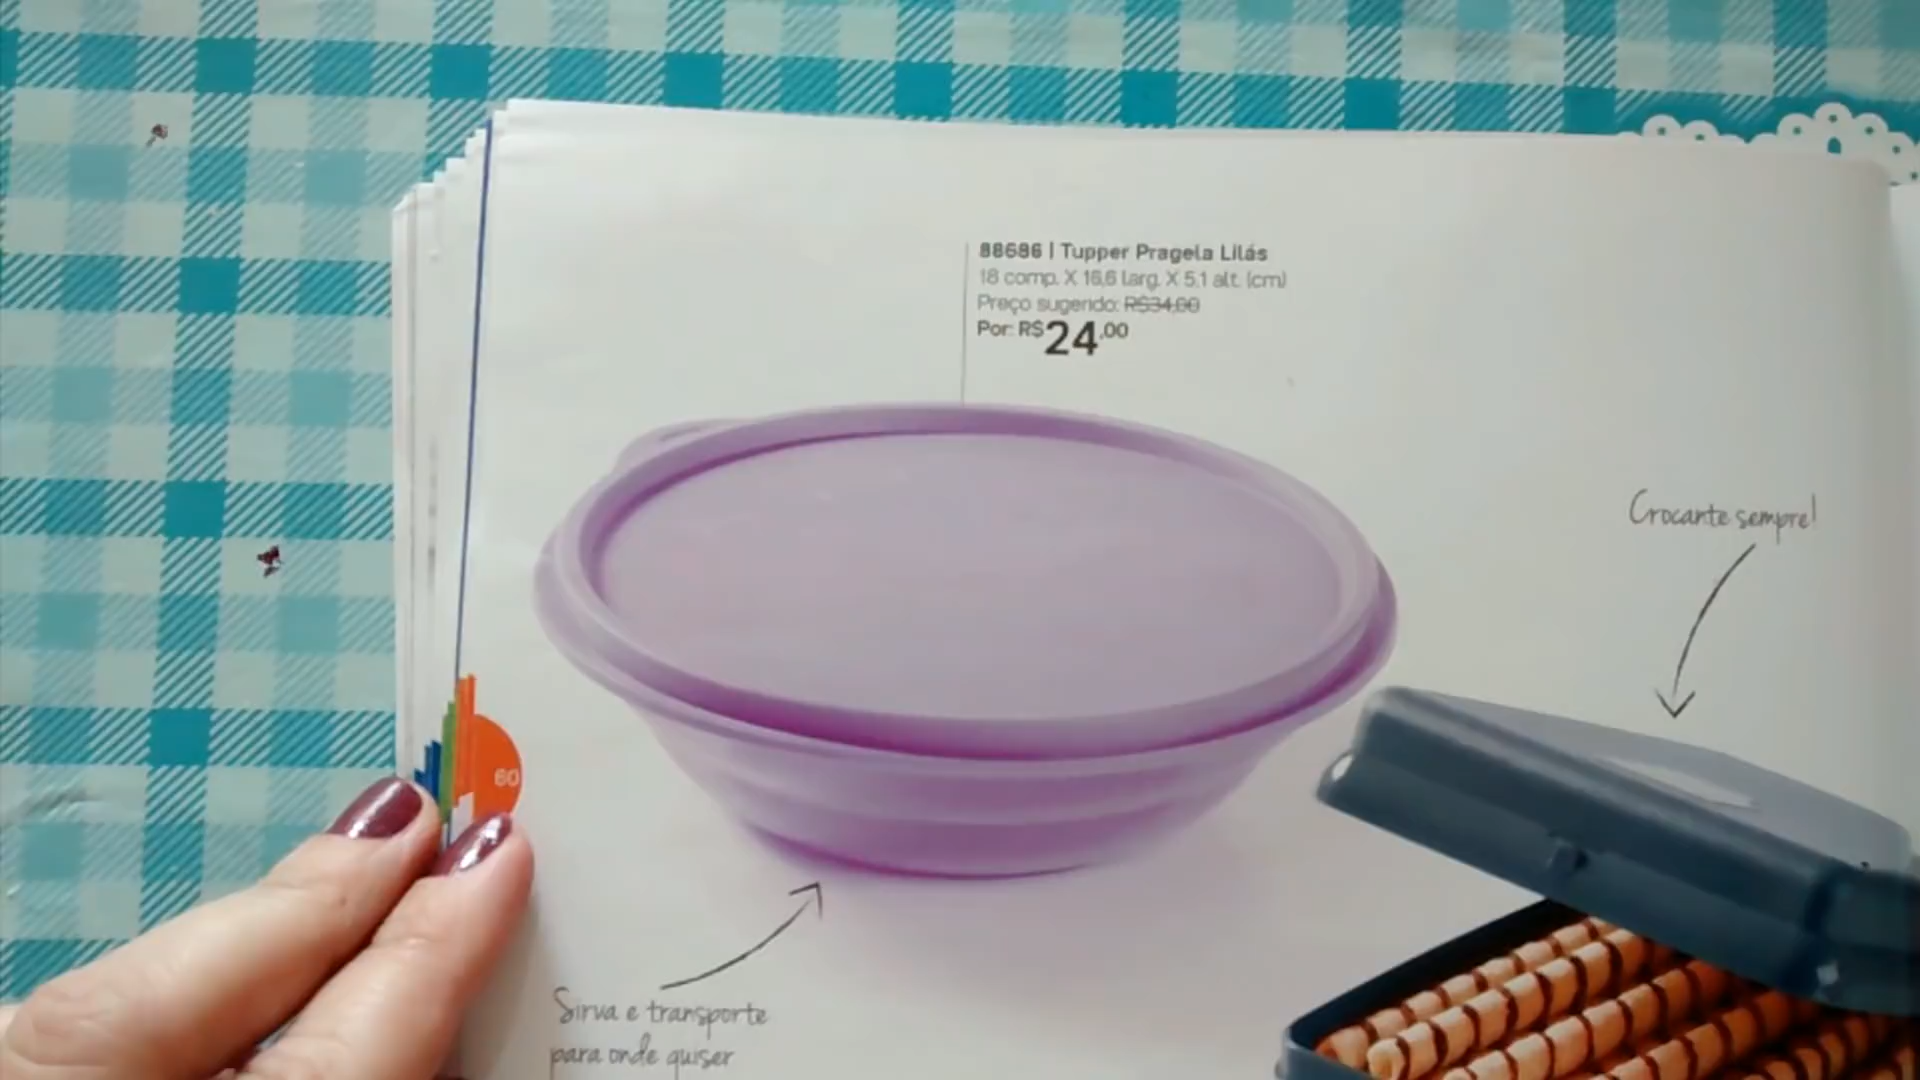 88686 | Tupper Pragela Lilás
18 comp. X 16,6 larg. X 5,1 alt. (cm)
Preço sugerido: R$34,00
Por: R$24,00
Crocante sempre!
60
Sirva e transporte
para onde quiser